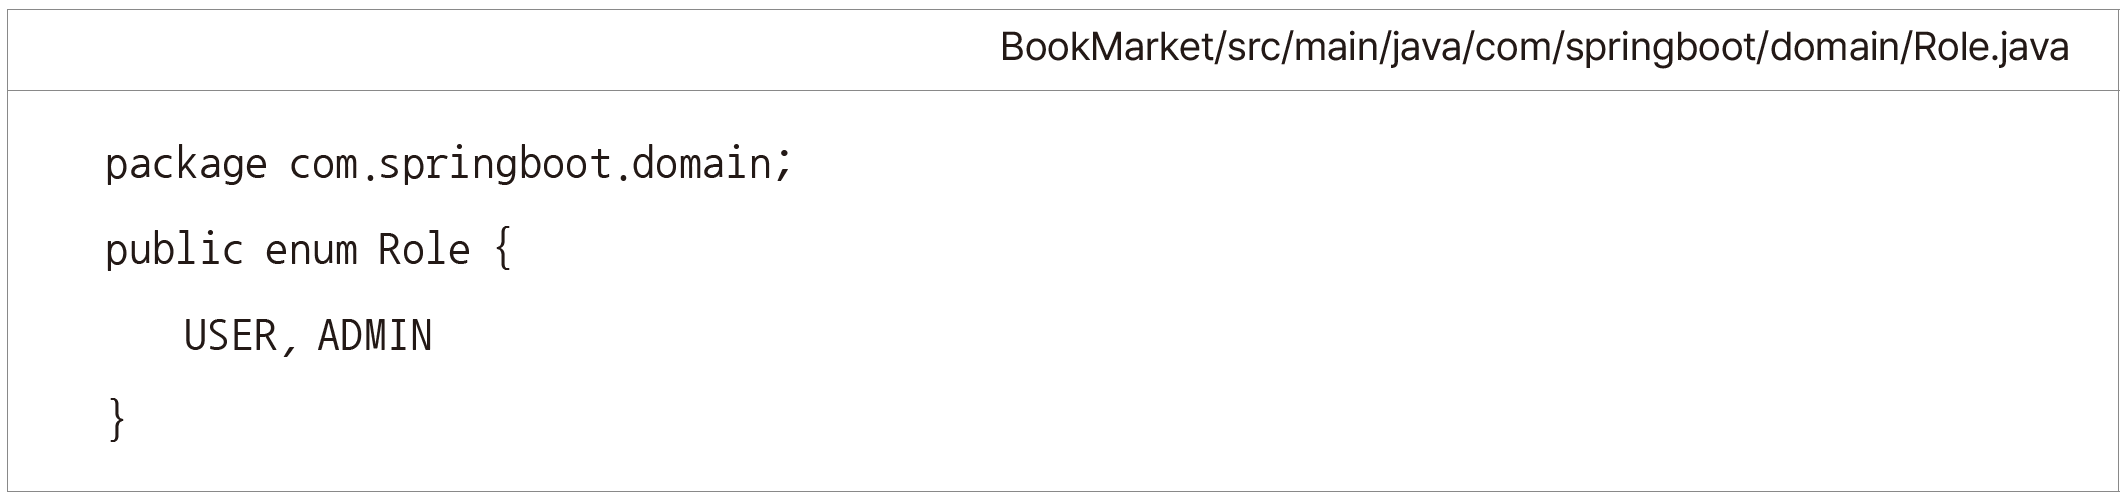 BookMarket/src/main/java/com/springboot/domain/Role.java
package com.springboot.domain;
public enum Role {
USER, ADMIN
}